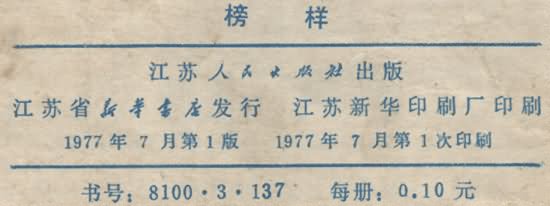 榜样
江苏人民出版社出版
江苏省新华书店发行 江苏新华印刷厂印刷
1977年7月第1版 1977年7月第1次印刷
书号：8100·3·137 每册：0.10元